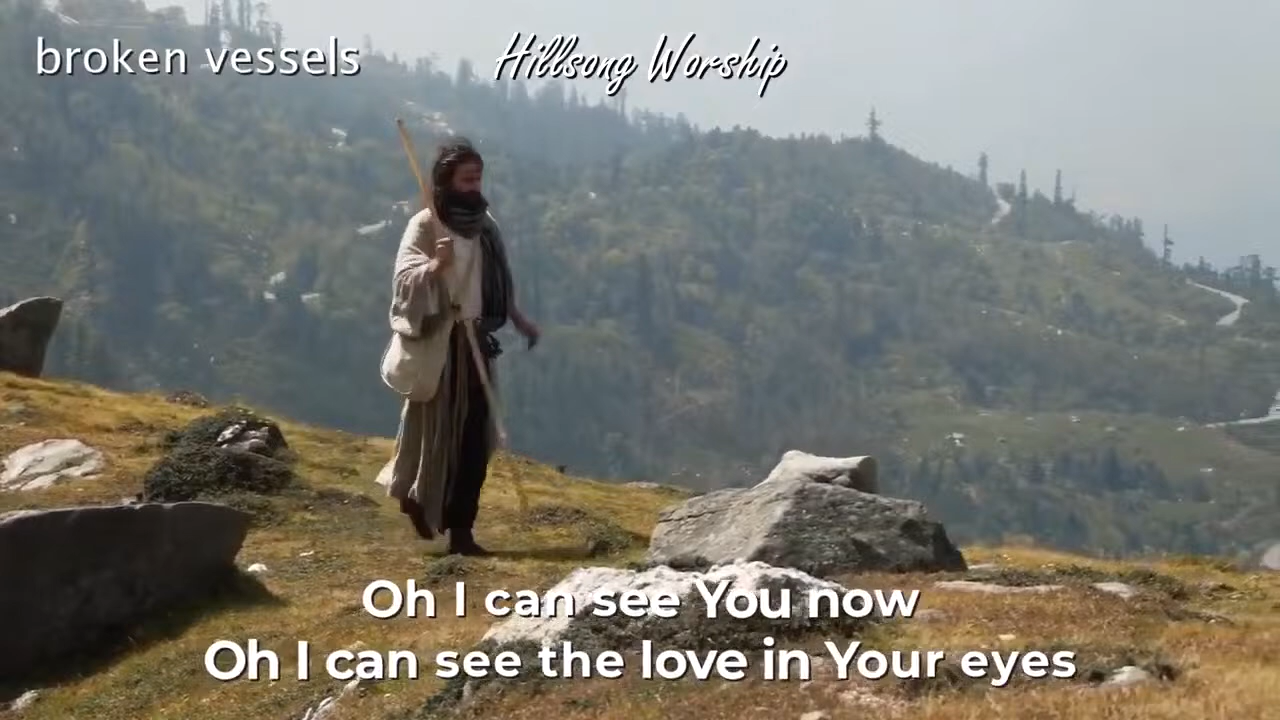 broken vessels
Hillsong Worship
Oh I can see You now
Oh I can see the love in Your eyes